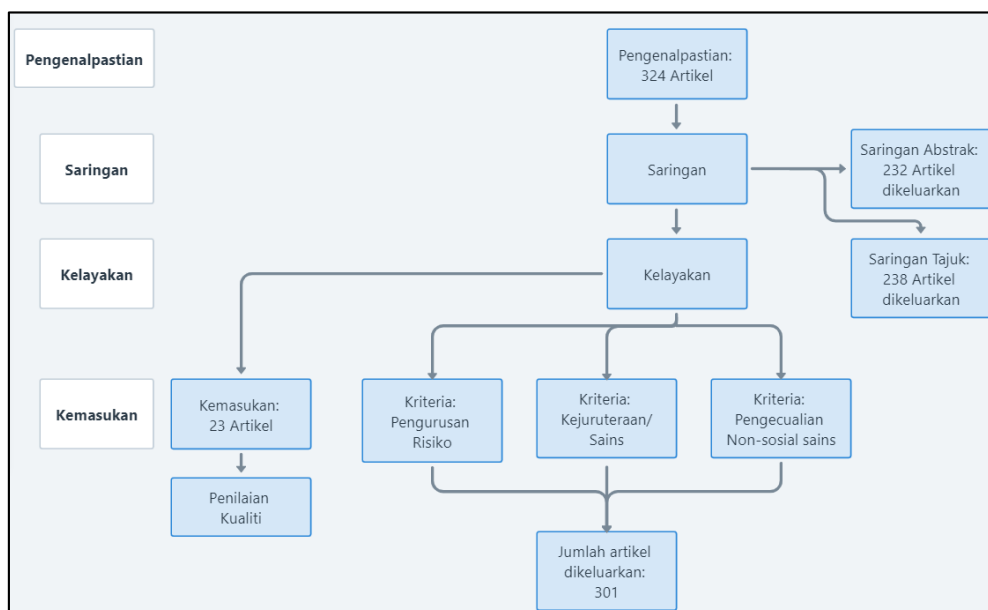 Pengenalpastian
Pengenalpastian:
324 Artikel
Saringan
Saringan
Saringan Abstrak:
232 Artikel
dikeluarkan
Kelayakan
Kelayakan
Saringan Tajuk:
238 Artikel
dikeluarkan
Kemasukan
Kemasukan:
23 Artikel
Kriteria:
Pengurusan
Risiko
Kriteria:
Kejuruteraan/
Sains
Kriteria:
Pengecualian
Non-sosial sains
Penilaian
Kualiti
Jumlah artikel
dikeluarkan:
301